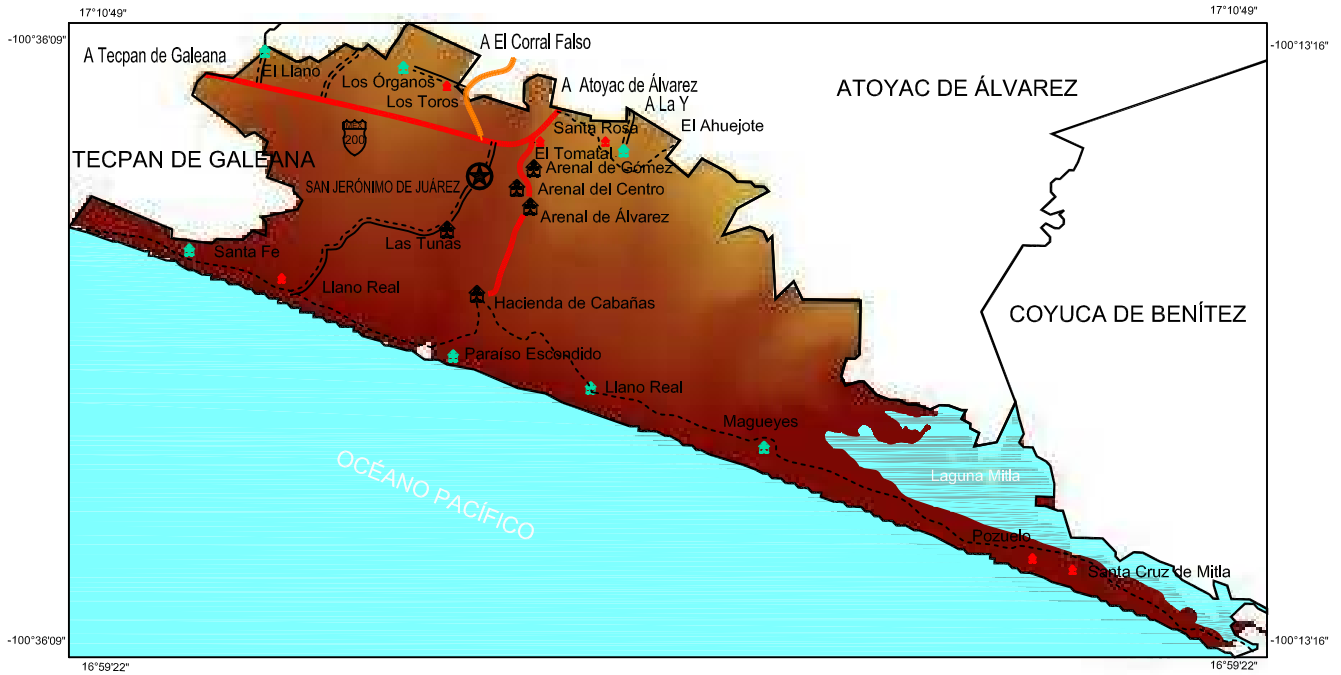 17°10'49"
17°10'49"
-100°36'09"
-100°13'16"
A El Corral Falso
A Tecpan de Galeana
El Llano
Los Órganos
A Atoyac de Álvarez
ATOYAC DE ÁLVAREZ
Los Toros
A La Y
Santa Rosa
El Ahuejote
200
TECPAN DE GALEANA
El Tomatal
Arenal de Gómez
SAN JERÓNIMO DE JUÁREZ
Arenal del Centro
Arenal de Álvarez
Las Tunas
Santa Fe
Llano Real
Hacienda de Cabañas
COYUCA DE BENÍTEZ
Paraíso Escondido
Llano Real
Magueyes
OCÉANO PACÍFICO
Laguna Mitla
Pozuelo
Santa Cruz de Mitla
-100°36'09"
-100°13'16"
16°59'22"
16°59'22"